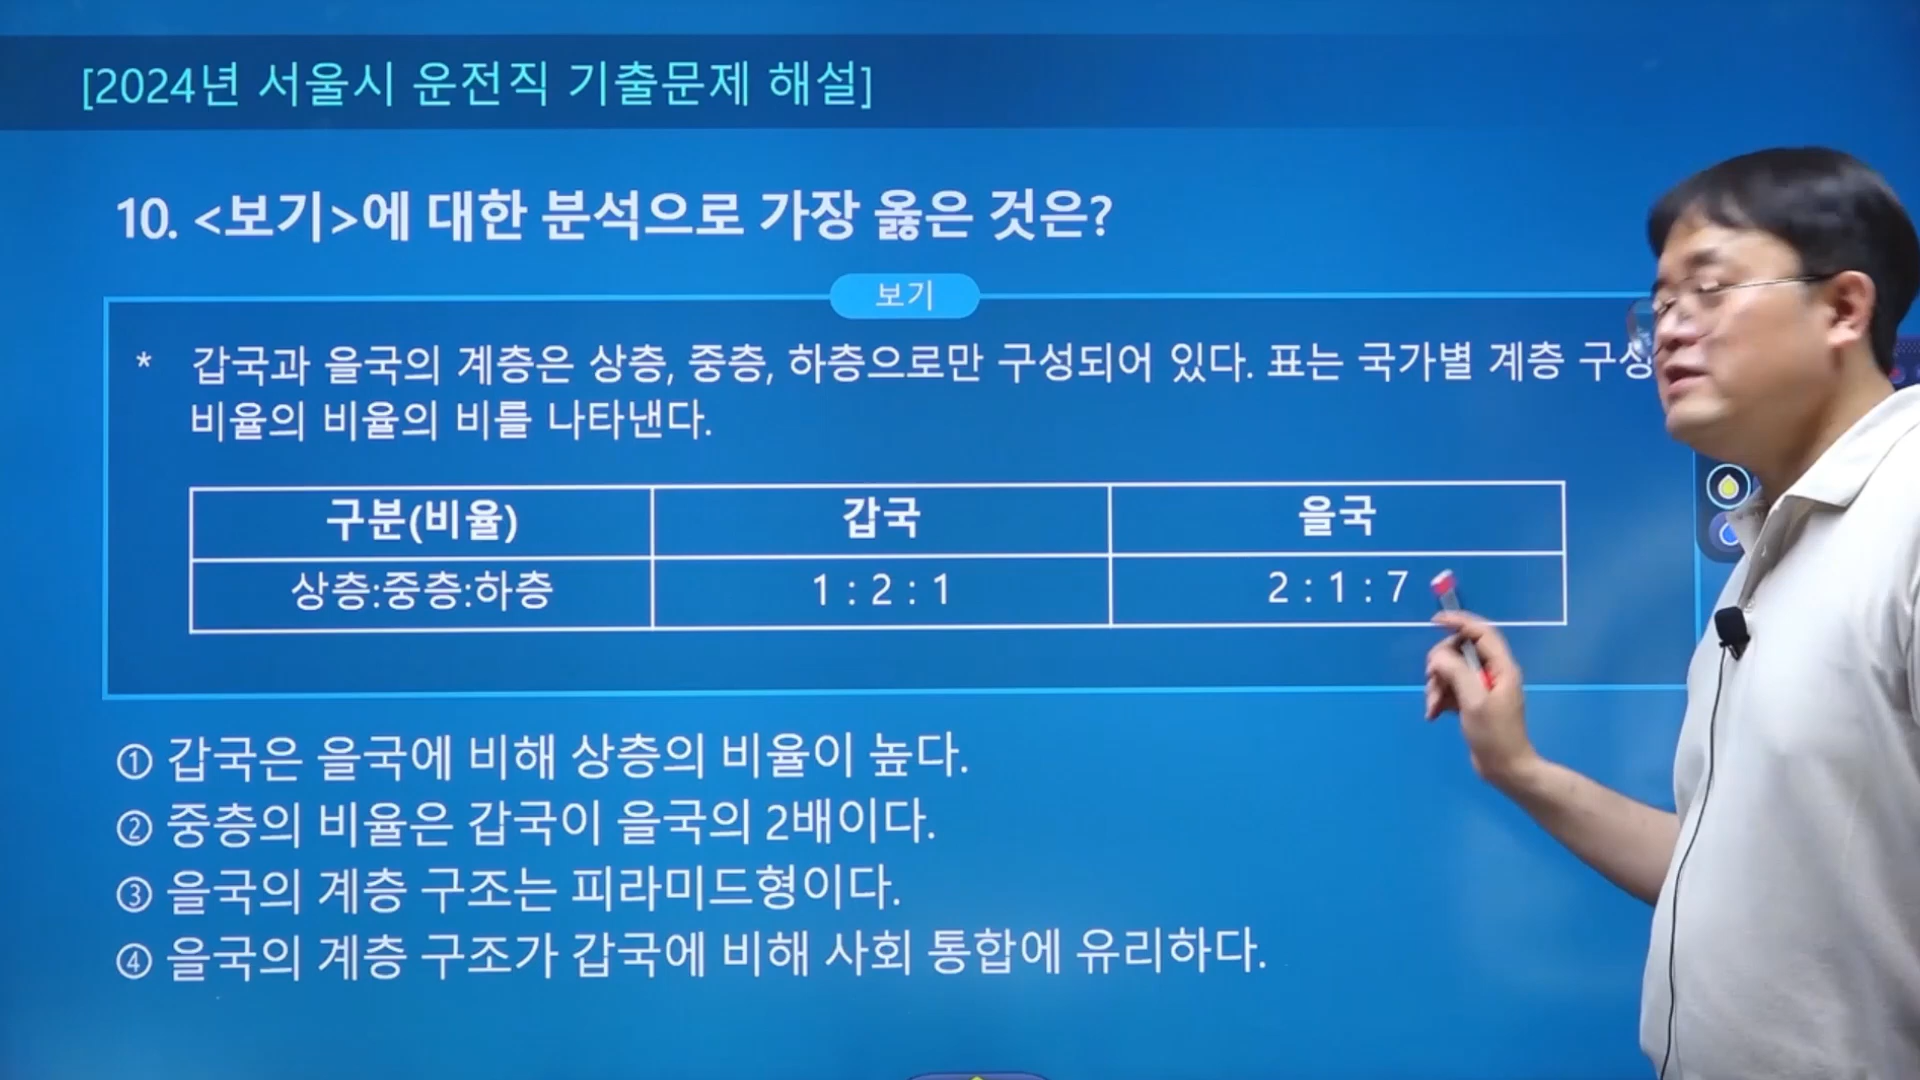 [2024년 서울시 운전직 기출문제 해설]
10. <보기>에 대한 분석으로 가장 옳은 것은?
보기
* 갑국과 을국의 계층은 상층, 중층, 하층으로만 구성되어 있다. 표는 국가별 계층 구성
비율의 비율의 비를 나타낸다.
구분(비율) 갑국 을국
상층:중층:하층 1 : 2 : 1 2 : 1 : 7
① 갑국은 을국에 비해 상층의 비율이 높다.
② 중층의 비율은 갑국이 을국의 2배이다.
③ 을국의 계층 구조는 피라미드형이다.
④ 을국의 계층 구조가 갑국에 비해 사회 통합에 유리하다.